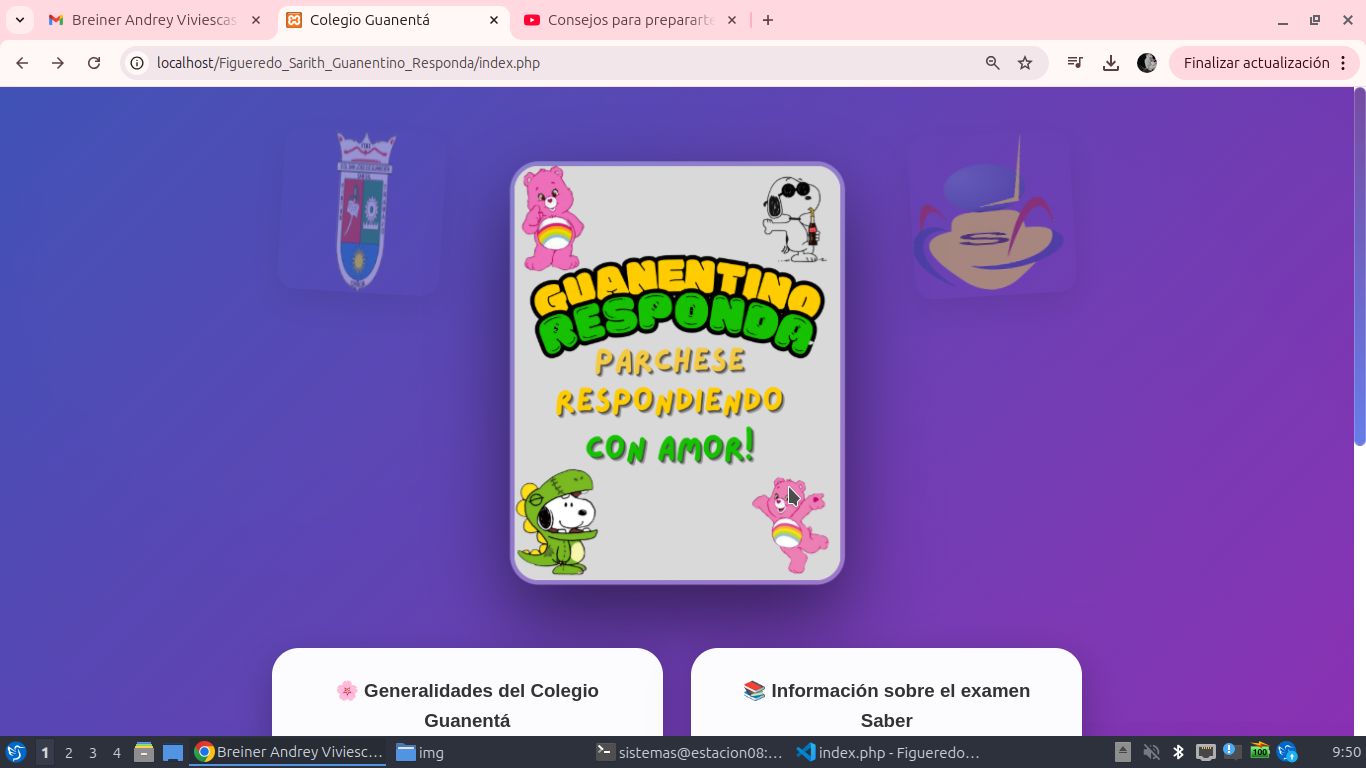 Breiner Andrey Viviescas
Colegio Guanentá
Consejos para prepararte
localhost/Figueredo_Sarith_Guanentino_Responda/index.php
Finalizar actualización
GUANENTINO
RESPONDA
PARCHESE
RESPONDIENDO
CON AMOR!
🌸 Generalidades del Colegio
Guanentá
📚 Información sobre el examen
Saber
1 2 3 4
Breiner Andrey Viviesc...
img
sistemas@estacion08:...
index.php - Figueredo...
100
9:50